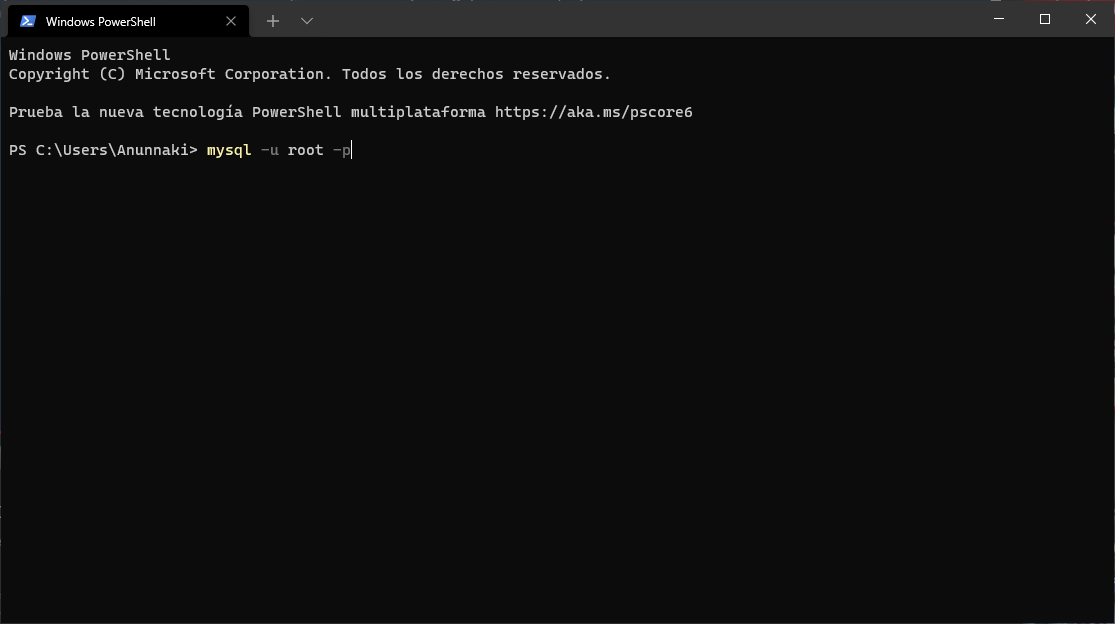 Windows PowerShell
Windows PowerShell
Copyright (C) Microsoft Corporation. Todos los derechos reservados.
Prueba la nueva tecnología PowerShell multiplataforma https://aka.ms/pscore6
PS C:\Users\Anunnaki> mysql -u root -p